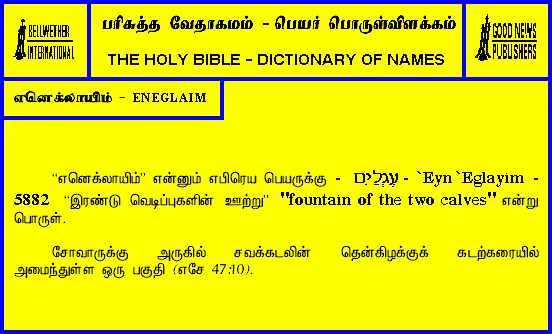 BELLWETHER
INTERNATIONAL
பரிசுத்த வேதாகமம் - பெயர் பொருள்விளக்கம்
THE HOLY BIBLE - DICTIONARY OF NAMES
GOOD NEWS
PUBLISHERS
எனெக்லாயிம் - ENEGLAIM
“எனெக்லாயிம்” என்னும் எபிரெய பெயருக்கு - עֶגְלַיִם - `Eyn `Eglayim -
5882 “இரண்டு வெடிப்புகளின் ஊற்று” "fountain of the two calves" என்று
பொருள்.
சோவாருக்கு அருகில் சவக்கடலின் தென்கிழக்குக் கடற்கரையில்
அமைந்துள்ள ஒரு பகுதி (எசே 47:10).